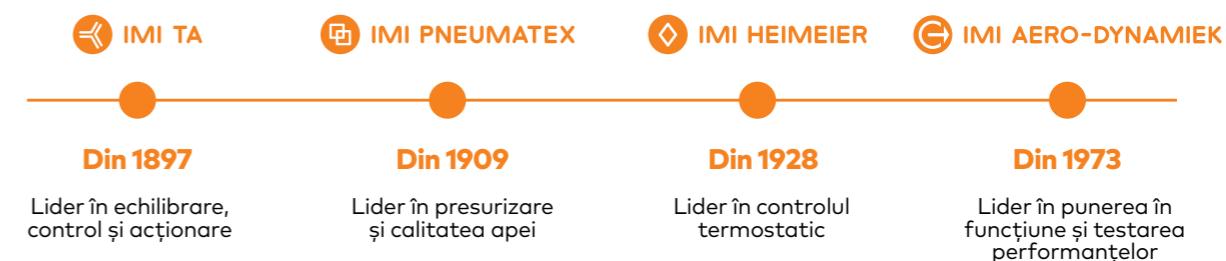 IMI TA
IMI PNEUMATEX
IMI HEIMEIER
IMI AERO-DYNAMIEK
Din 1897
Din 1909
Din 1928
Din 1973
Lider în echilibrare,
control și acționare
Lider în presurizare
și calitatea apei
Lider în controlul
termostatic
Lider în punerea în
funcțiune și testarea
performanțelor